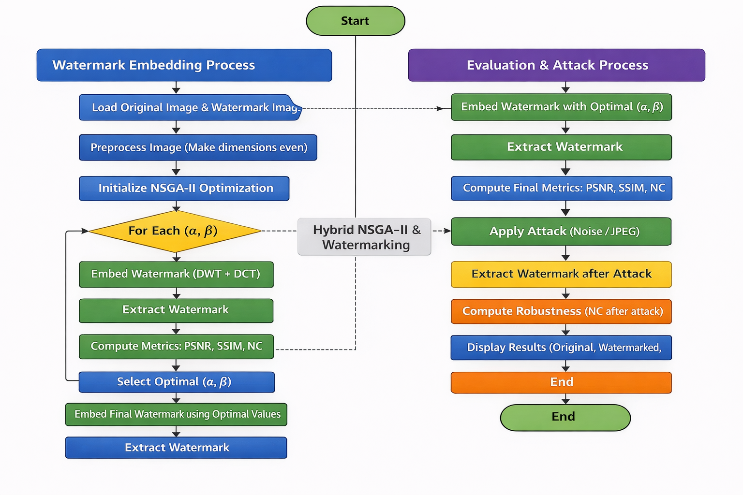 Start
Watermark Embedding Process
Load Original Image & Watermark Imag
Preprocess Image (Make dimensions even)
Initialize NSGA-II Optimization
For Each (α, β)
Embed Watermark (DWT + DCT)
Extract Watermark
Compute Metrics: PSNR, SSIM, NC
Select Optimal (α, β)
Embed Final Watermark using Optimal Values
Extract Watermark
Hybrid NSGA-II &
Watermarking
Evaluation & Attack Process
Embed Watermark with Optimal (α, β)
Extract Watermark
Compute Final Metrics: PSNR, SSIM, NC
Apply Attack (Noise / JPEG)
Extract Watermark after Attack
Compute Robustness (NC after attack)
Display Results (Original, Watermarked,
End
End